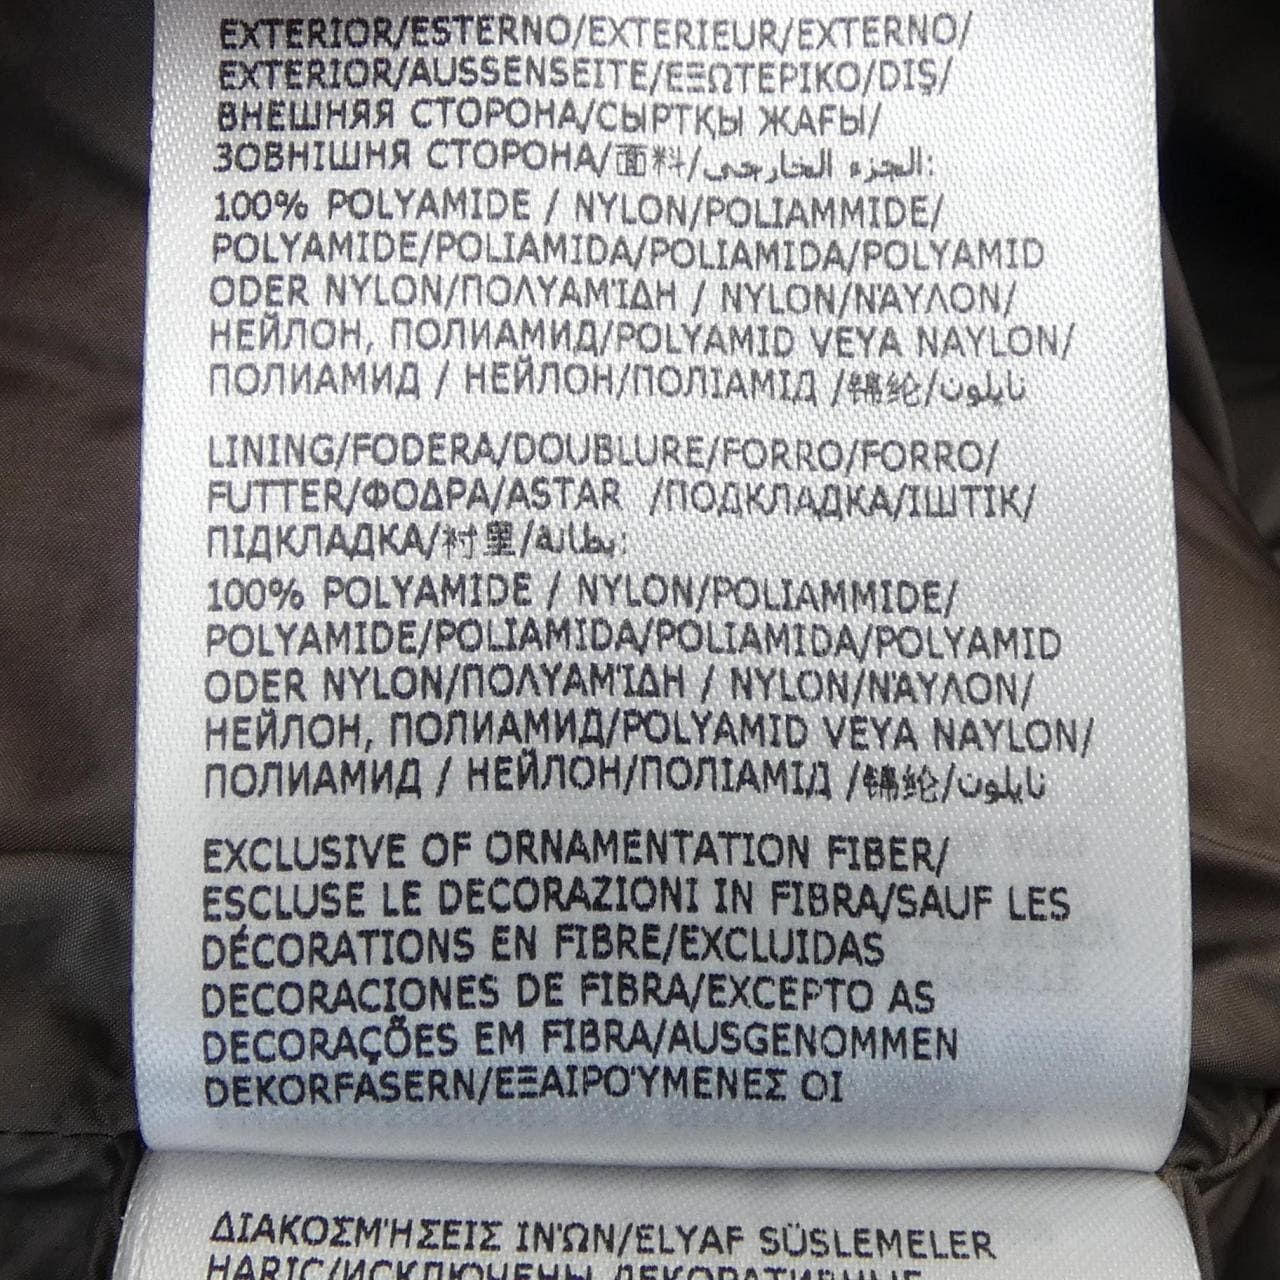 EXTERIOR/ESTERNO/EXTERIEUR/EXTERNO/
EXTERIOR/AUSSENSEITE/ΕΞΩΤΕΡΙΚΟ/DIŞ/
ВНЕШНЯЯ СТОРОНА/СЫРТҚЫ ЖАҒЫ/
ЗОВНІШНЯ СТОРОНА/面料/الجزء الخارجي:
100% POLYAMIDE / NYLON/POLIAMMIDE/
POLYAMIDE/POLIAMIDA/POLIAMIDA/POLYAMID
ODER NYLON/ΠΟΛΥΑΜΊΔΗ / NYLON/ΝΆΥΛΟΝ/
НЕЙЛОН, ПОЛИАМИД/POLYAMID VEYA NAYLON/
ПОЛИАМИД / НЕЙЛОН/ПОЛІАМІД /锦纶/نايلون
LINING/FODERA/DOUBLURE/FORRO/FORRO/
FUTTER/ΦΟΔΡΑ/ASTAR /ПОДКЛАДКА/ІШТІК/
ПІДКЛАДКА/衬里/بطانة:
100% POLYAMIDE / NYLON/POLIAMMIDE/
POLYAMIDE/POLIAMIDA/POLIAMIDA/POLYAMID
ODER NYLON/ΠΟΛΥΑΜΊΔΗ / NYLON/ΝΆΥΛΟΝ/
НЕЙЛОН, ПОЛИАМИД/POLYAMID VEYA NAYLON/
ПОЛИАМИД / НЕЙЛОН/ПОЛІАМІД /锦纶/نايلون
EXCLUSIVE OF ORNAMENTATION FIBER/
ESCLUSE LE DECORAZIONI IN FIBRA/SAUF LES
DÉCORATIONS EN FIBRE/EXCLUIDAS
DECORACIONES DE FIBRA/EXCEPTO AS
DECORAÇÕES EM FIBRA/AUSGENOMMEN
DEKORFASERN/ΕΞΑΙΡΟΎΜΕΝΕΣ ΟΙ
ΔΙΑΚΟΣΜΉΣΕΙΣ ΙΝΏΝ/ELYAF SÜSLEMELER
HARIC/ИСКЛЮЧЕНЫ ДЕКОРАТИВНЫЕ